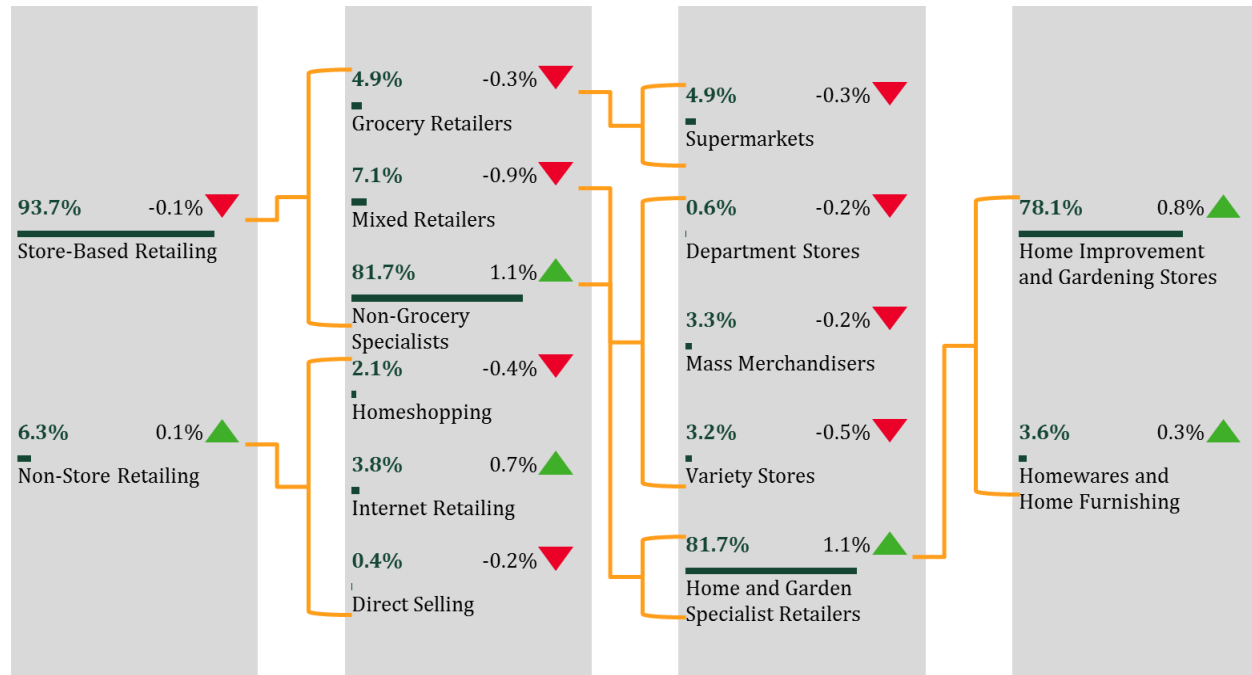 93.7% -0.1%
Store-Based Retailing
6.3% 0.1%
Non-Store Retailing
4.9% -0.3%
Grocery Retailers
7.1% -0.9%
Mixed Retailers
81.7% 1.1%
Non-Grocery
Specialists
2.1% -0.4%
Homeshopping
3.8% 0.7%
Internet Retailing
0.4% -0.2%
Direct Selling
4.9% -0.3%
Supermarkets
0.6% -0.2%
Department Stores
3.3% -0.2%
Mass Merchandisers
3.2% -0.5%
Variety Stores
81.7% 1.1%
Home and Garden
Specialist Retailers
78.1% 0.8%
Home Improvement
and Gardening Stores
3.6% 0.3%
Homewares and
Home Furnishing